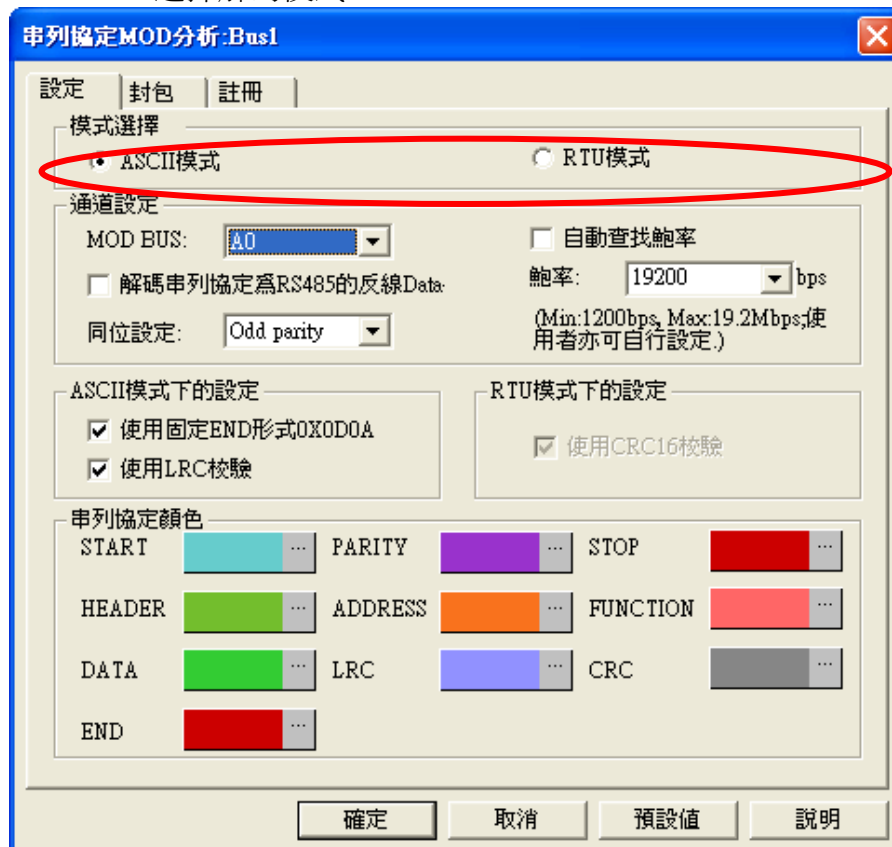 串列協定MOD分析:Bus1
設定 封包 註冊
模式選擇
ASCII模式 RTU模式
通道設定
MOD BUS: A0 自動查找鮑率
解碼串列協定爲RS485的反線Data 鮑率: 19200 bps
同位設定: Odd parity (Min:1200bps, Max:19.2Mbps;使
用者亦可自行設定.)
ASCII模式下的設定 RTU模式下的設定
使用固定END形式0X0D0A 使用CRC16校驗
使用LRC校驗
串列協定顏色
START ... PARITY ... STOP ...
HEADER ... ADDRESS ... FUNCTION ...
DATA ... LRC ... CRC ...
END ...
確定 取消 預設值 說明